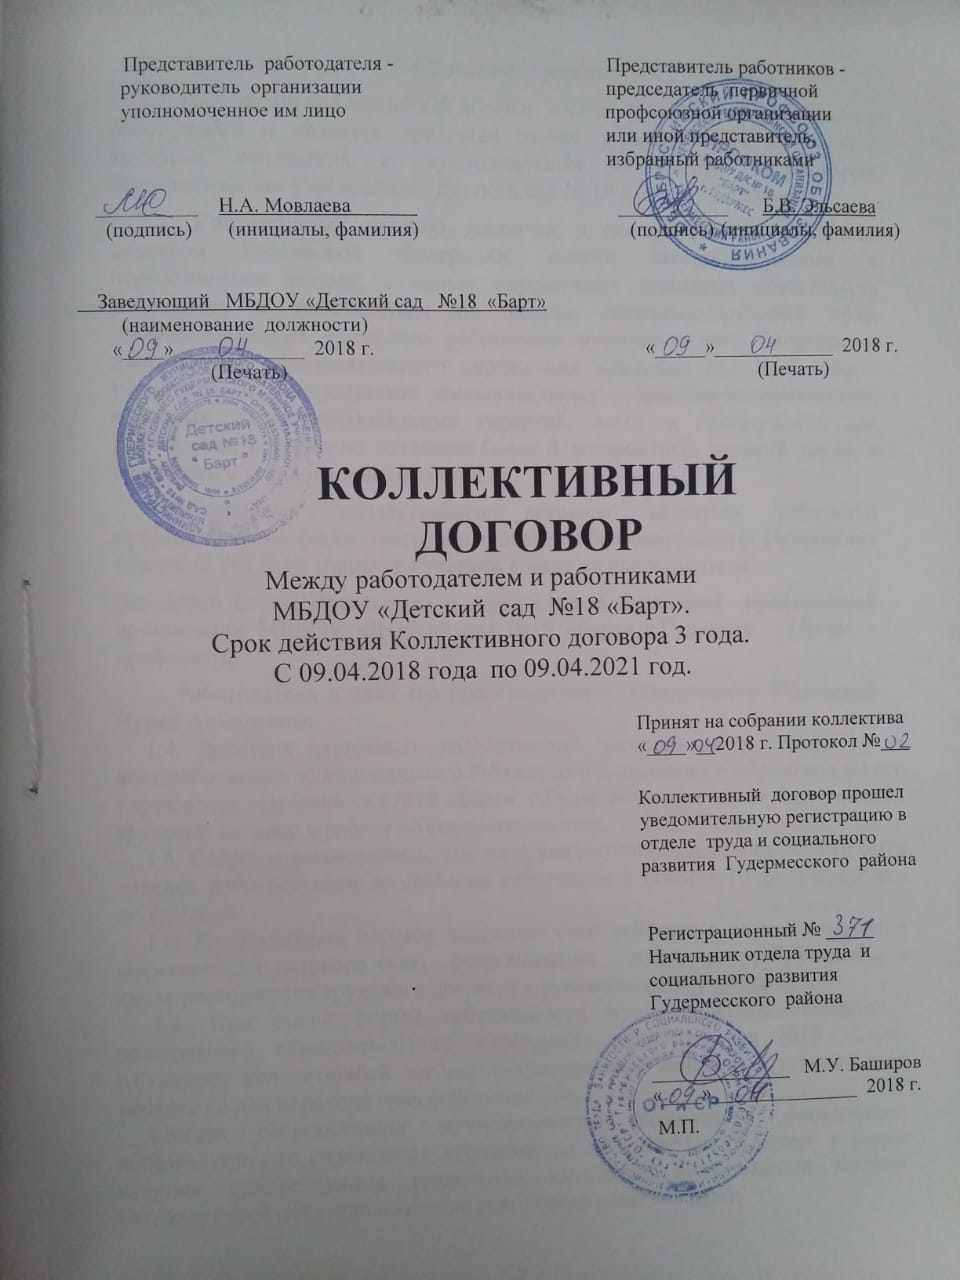 Представитель работодателя -
руководитель организации
уполномоченное им лицо
Н.А. Мовлаева
(подпись) (инициалы, фамилия)
Заведующий МБДОУ «Детский сад №18 «Барт»
(наименование должности)
«09» 04 2018 г.
(Печать)
Представитель работников -
председатель первичной
профсоюзной организации
или иной представитель,
избранный работниками
Б.В. Эльсаева
(подпись) (инициалы, фамилия)
«09» 04 2018 г.
(Печать)
Детский
сад №18
"Барт"
КОЛЛЕКТИВНЫЙ
ДОГОВОР
Между работодателем и работниками
МБДОУ «Детский сад №18 «Барт».
Срок действия Коллективного договора 3 года.
С 09.04.2018 года по 09.04.2021 год.
Принят на собрании коллектива
«09»04 2018 г. Протокол №02
Коллективный договор прошел
уведомительную регистрацию в
отделе труда и социального
развития Гудермесского района
Регистрационный № 371
Начальник отдела труда и
социального развития
Гудермесского района
М.У. Баширов
«09» 04 2018 г.
М.П.